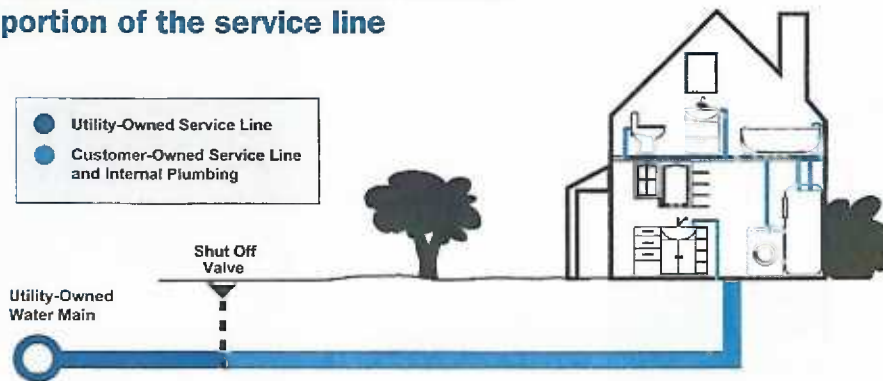 portion of the service line
Utility-Owned Service Line
Customer-Owned Service Line
and Internal Plumbing
Shut Off
Valve
Utility-Owned
Water Main